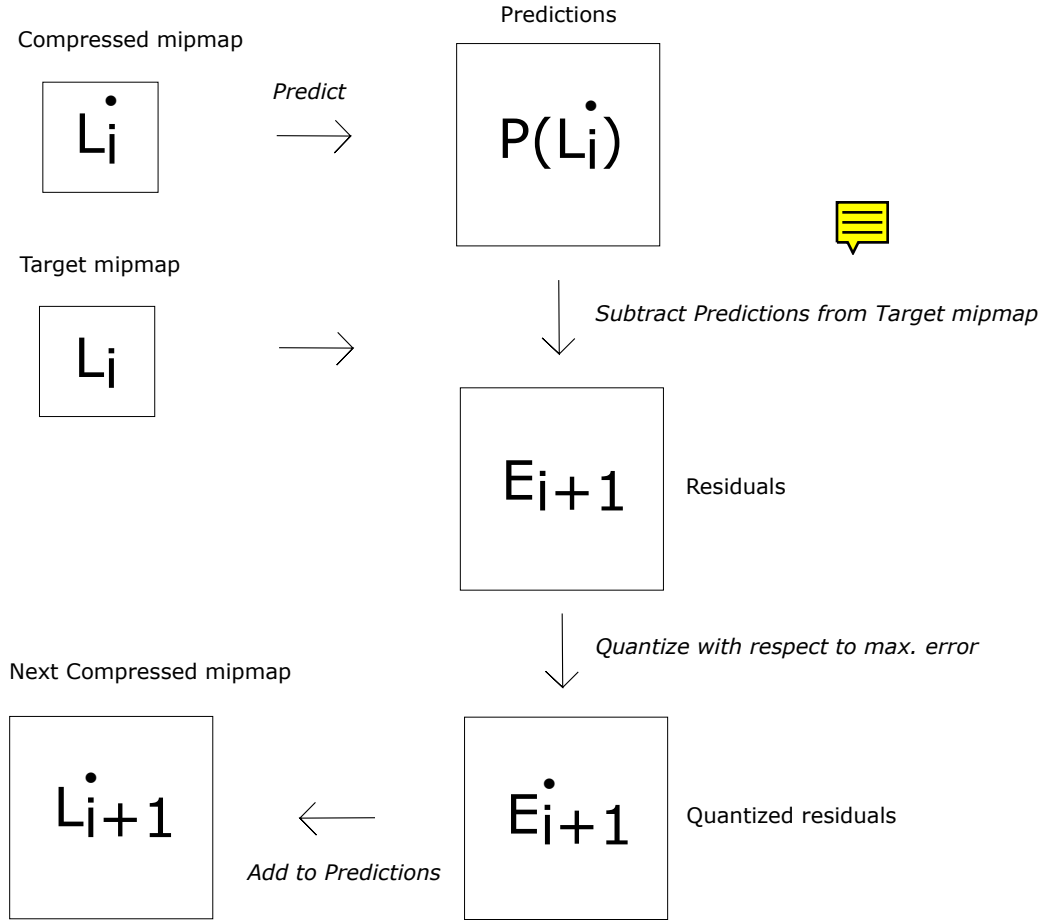 Predictions
Compressed mipmap
Predict
L̇i
P(L̇i)
Target mipmap
Subtract Predictions from Target mipmap
Li
Ei+1
Residuals
Quantize with respect to max. error
Next Compressed mipmap
L̇i+1
Ėi+1
Quantized residuals
Add to Predictions